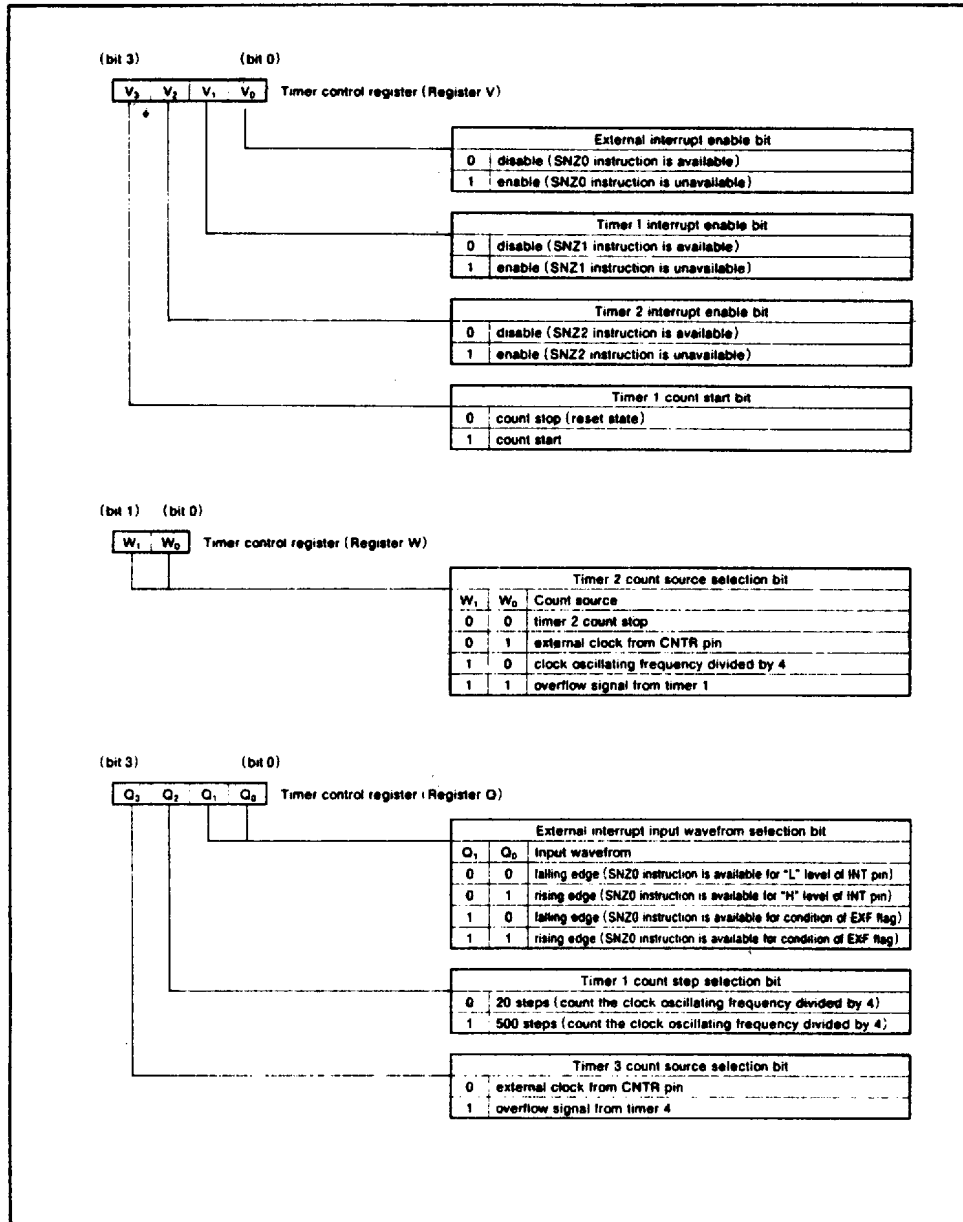 (bit 3) (bit 0)
V₃ V₂ V₁ V₀ Timer control register (Register V)
External interrupt enable bit
0 disable (SNZ0 instruction is available)
1 enable (SNZ0 instruction is unavailable)
Timer 1 interrupt enable bit
0 disable (SNZ1 instruction is available)
1 enable (SNZ1 instruction is unavailable)
Timer 2 interrupt enable bit
0 disable (SNZ2 instruction is available)
1 enable (SNZ2 instruction is unavailable)
Timer 1 count start bit
0 count stop (reset state)
1 count start
(bit 1) (bit 0)
W₁ W₀ Timer control register (Register W)
Timer 2 count source selection bit
W₁ W₀ Count source
0 0 timer 2 count stop
0 1 external clock from CNTR pin
1 0 clock oscillating frequency divided by 4
1 1 overflow signal from timer 1
(bit 3) (bit 0)
Q₃ Q₂ Q₁ Q₀ Timer control register (Register Q)
External interrupt input wavefrom selection bit
Q₁ Q₀ Input wavefrom
0 0 falling edge (SNZ0 instruction is available for "L" level of INT pin)
0 1 rising edge (SNZ0 instruction is available for "H" level of INT pin)
1 0 falling edge (SNZ0 instruction is available for condition of EXF flag)
1 1 rising edge (SNZ0 instruction is available for condition of EXF flag)
Timer 1 count step selection bit
0 20 steps (count the clock oscillating frequency divided by 4)
1 500 steps (count the clock oscillating frequency divided by 4)
Timer 3 count source selection bit
0 external clock from CNTR pin
1 overflow signal from timer 4